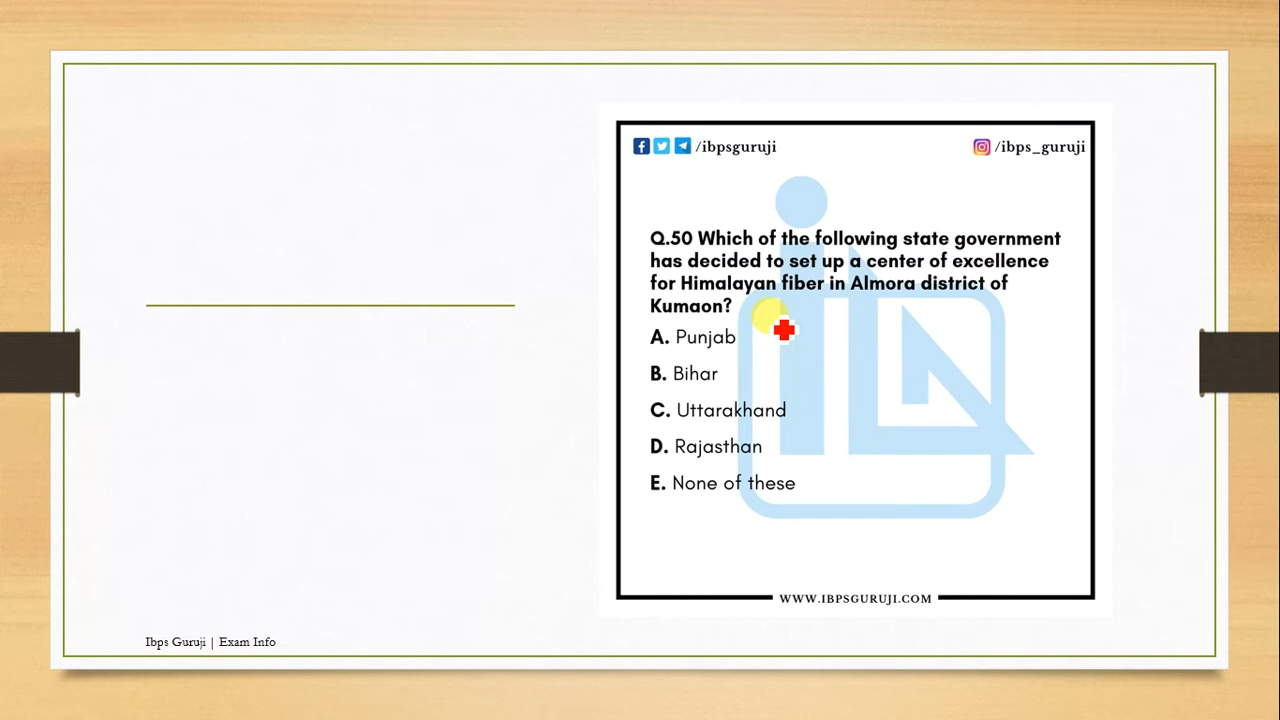 /ibpsguruji
/ibps_guruji
Q.50 Which of the following state government
has decided to set up a center of excellence
for Himalayan fiber in Almora district of
Kumaon?
A. Punjab
B. Bihar
C. Uttarakhand
D. Rajasthan
E. None of these
WWW.IBPSGURUJI.COM
Ibps Guruji | Exam Info